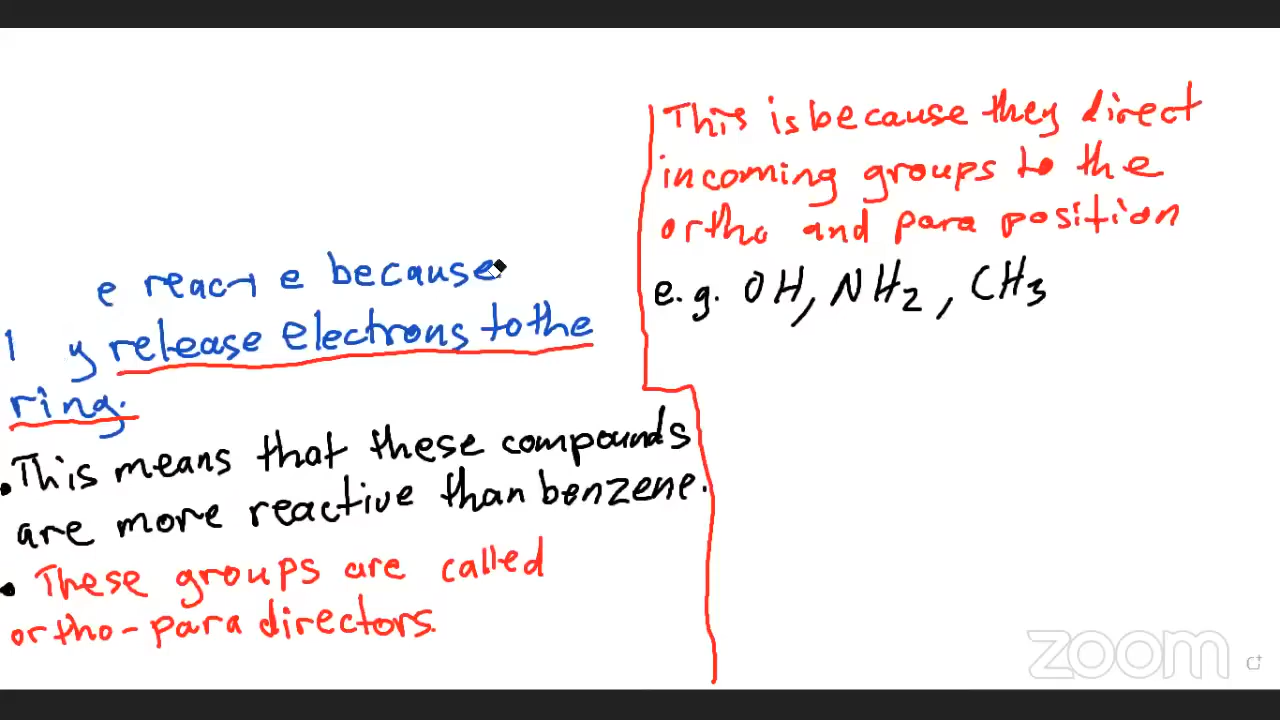 e reac e because
y release electrons to the
ring.
• This means that these compounds
are more reactive than benzene.
• These groups are called
ortho-para directors.
This is because they direct
incoming groups to the
ortho and para position
e.g. OH, NH2, CH3
zoom